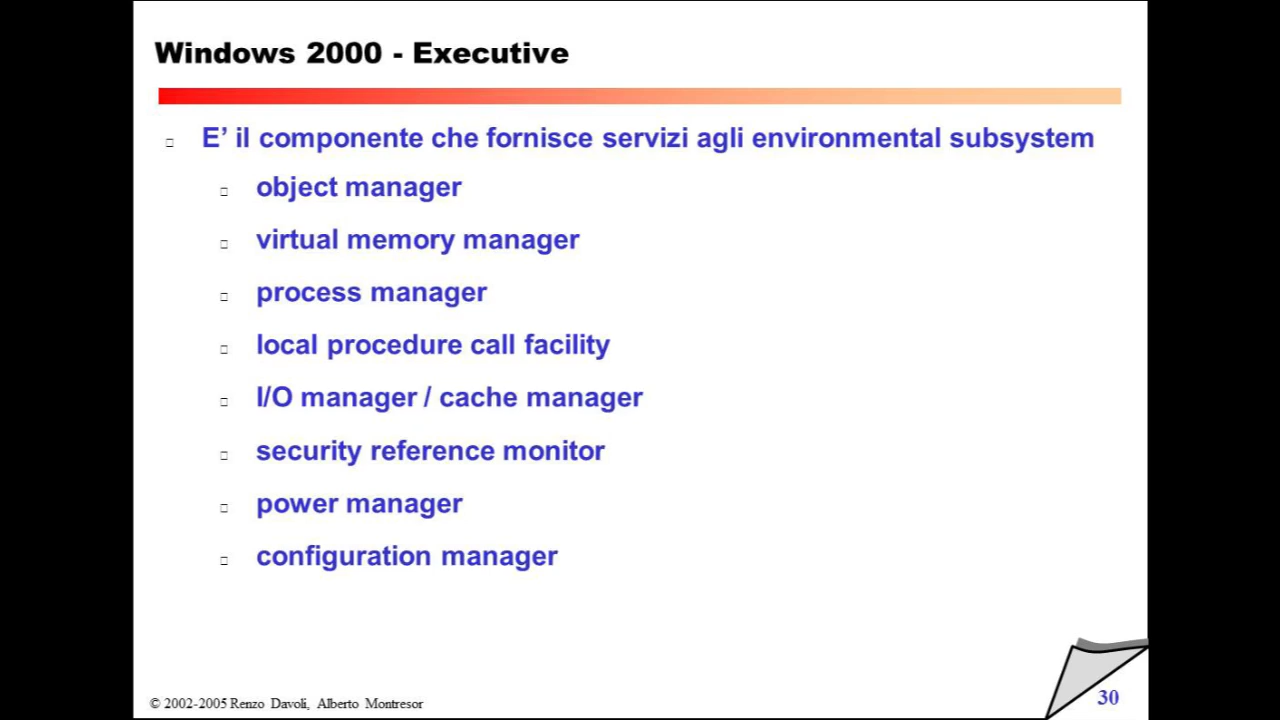 Windows 2000 - Executive
E’ il componente che fornisce servizi agli environmental subsystem
object manager
virtual memory manager
process manager
local procedure call facility
I/O manager / cache manager
security reference monitor
power manager
configuration manager
© 2002-2005 Renzo Davoli, Alberto Montresor
30